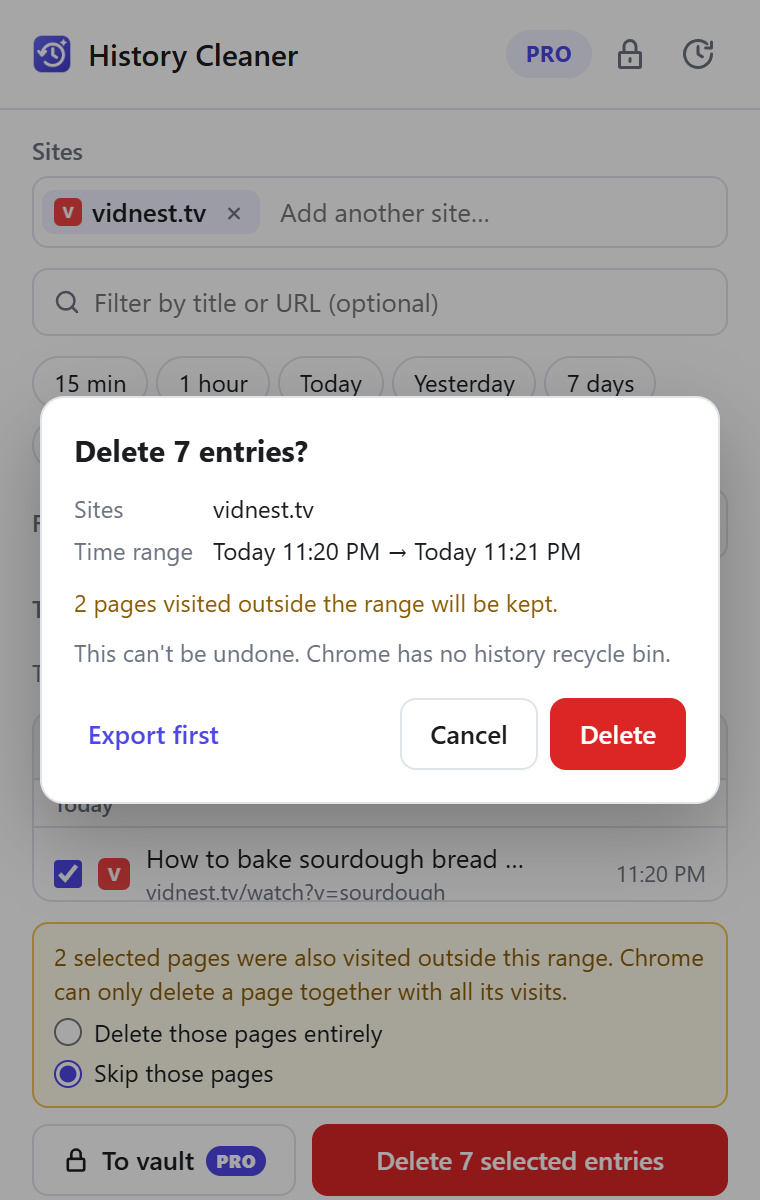 History Cleaner
PRO
Sites
V vidnest.tv × Add another site...
Filter by title or URL (optional)
15 min 1 hour Today Yesterday 7 days
Delete 7 entries?
Sites vidnest.tv
Time range Today 11:20 PM → Today 11:21 PM
2 pages visited outside the range will be kept.
This can't be undone. Chrome has no history recycle bin.
Export first Cancel Delete
Today
V How to bake sourdough bread ... 11:20 PM
vidnest.tv/watch?v=sourdough
2 selected pages were also visited outside this range. Chrome
can only delete a page together with all its visits.
Delete those pages entirely
Skip those pages
To vault PRO Delete 7 selected entries